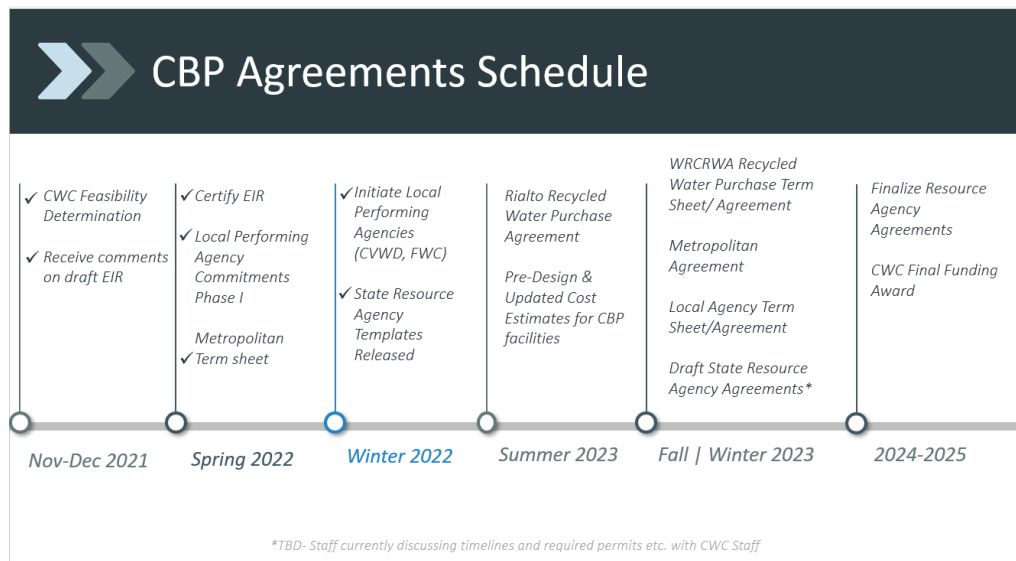 CBP Agreements Schedule
✓ CWC Feasibility
Determination
✓ Receive comments
on draft EIR
Nov-Dec 2021
✓ Certify EIR
✓ Local Performing
Agency
Commitments
Phase I
Metropolitan
✓ Term sheet
Spring 2022
✓ Initiate Local
Performing
Agencies
(CVWD, FWC)
✓ State Resource
Agency
Templates
Released
Winter 2022
Rialto Recycled
Water Purchase
Agreement
Pre-Design &
Updated Cost
Estimates for CBP
facilities
Summer 2023
WRCRWA Recycled
Water Purchase Term
Sheet/ Agreement
Metropolitan
Agreement
Local Agency Term
Sheet/Agreement
Draft State Resource
Agency Agreements*
Fall | Winter 2023
Finalize Resource
Agency
Agreements
CWC Final Funding
Award
2024-2025
*TBD- Staff currently discussing timelines and required permits etc. with CWC Staff